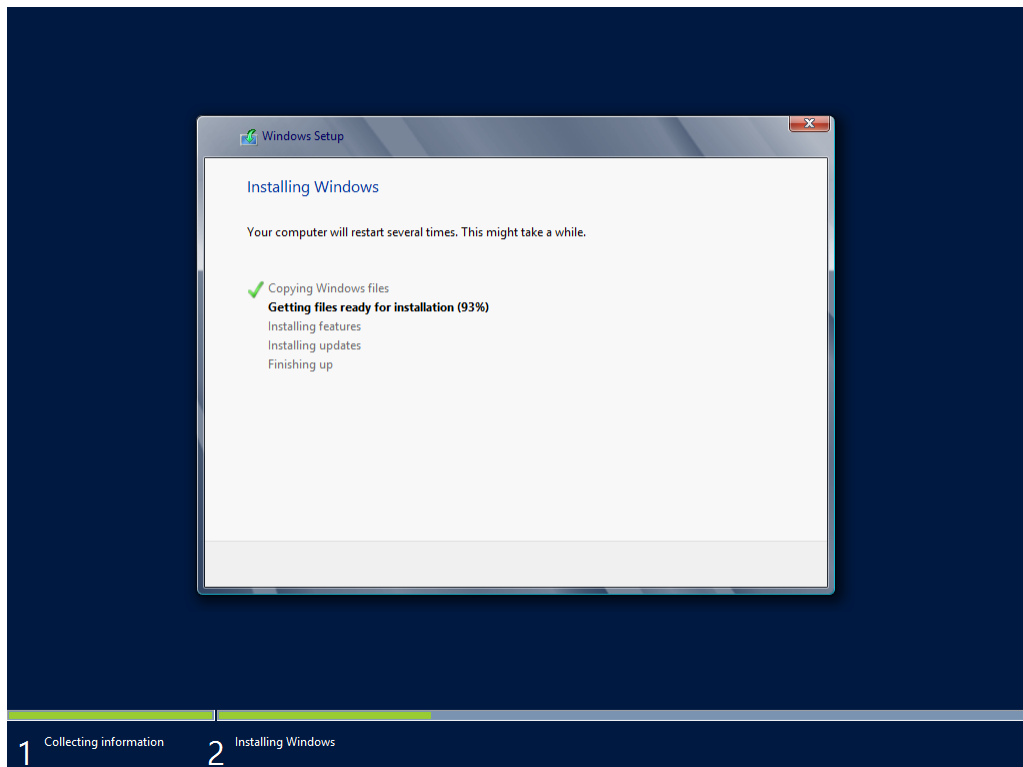 Windows Setup
Installing Windows
Your computer will restart several times. This might take a while.
Copying Windows files
Getting files ready for installation (93%)
Installing features
Installing updates
Finishing up
1 Collecting information
2 Installing Windows